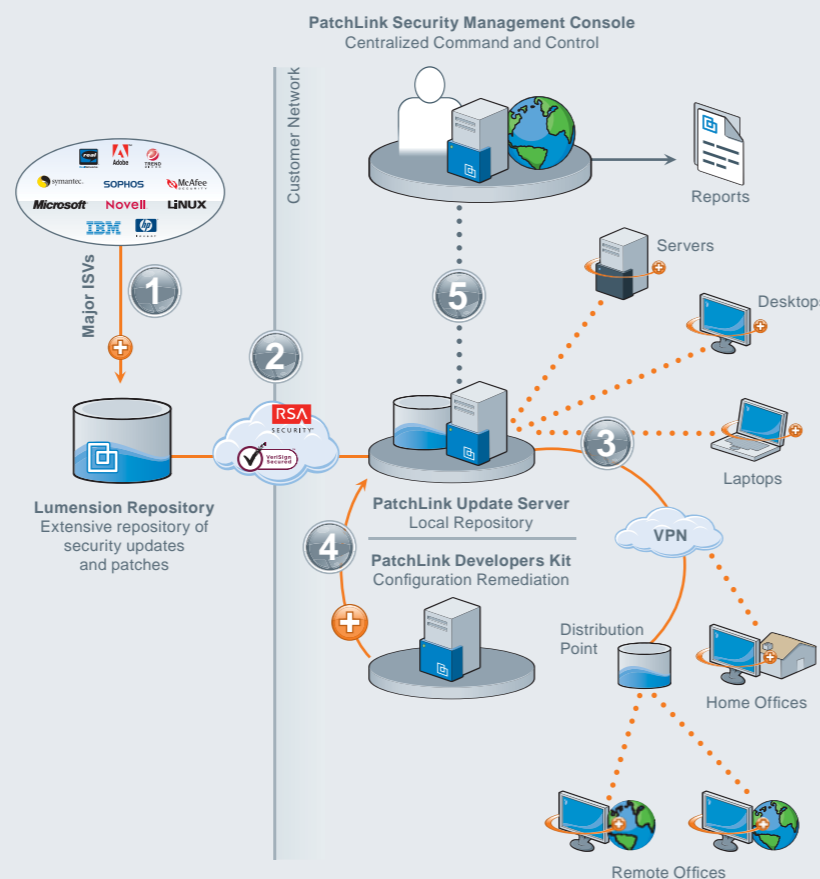 PatchLink Security Management Console
Centralized Command and Control
Customer Network
Reports
real
Adobe
TREND
MICRO
symantec.
SOPHOS
McAfee
SECURITY
Microsoft
Novell
LiNUX
IBM
hp
invent
Major ISVs
1
5
Servers
Desktops
2
RSA
SECURITY
VeriSign
Secured
3
Laptops
Lumension Repository
Extensive repository of
security updates
and patches
PatchLink Update Server
Local Repository
4
PatchLink Developers Kit
Configuration Remediation
VPN
Distribution
Point
Home Offices
Remote Offices